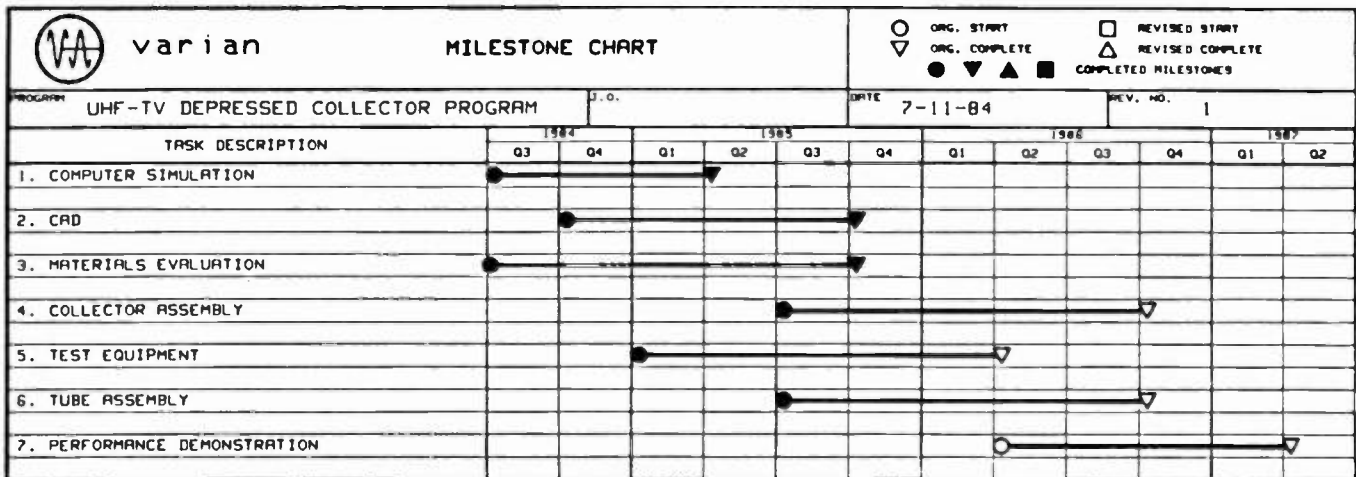 VA varian MILESTONE CHART
ORG. START REVISED START
ORG. COMPLETE REVISED COMPLETE
COMPLETED MILESTONES
PROGRAM UHF-TV DEPRESSED COLLECTOR PROGRAM J.O. DATE 7-11-84 REV. NO. 1
TASK DESCRIPTION 1984 1985 1986 1987
Q3 Q4 Q1 Q2 Q3 Q4 Q1 Q2 Q3 Q4 Q1 Q2
1. COMPUTER SIMULATION
2. CAD
3. MATERIALS EVALUATION
4. COLLECTOR ASSEMBLY
5. TEST EQUIPMENT
6. TUBE ASSEMBLY
7. PERFORMANCE DEMONSTRATION